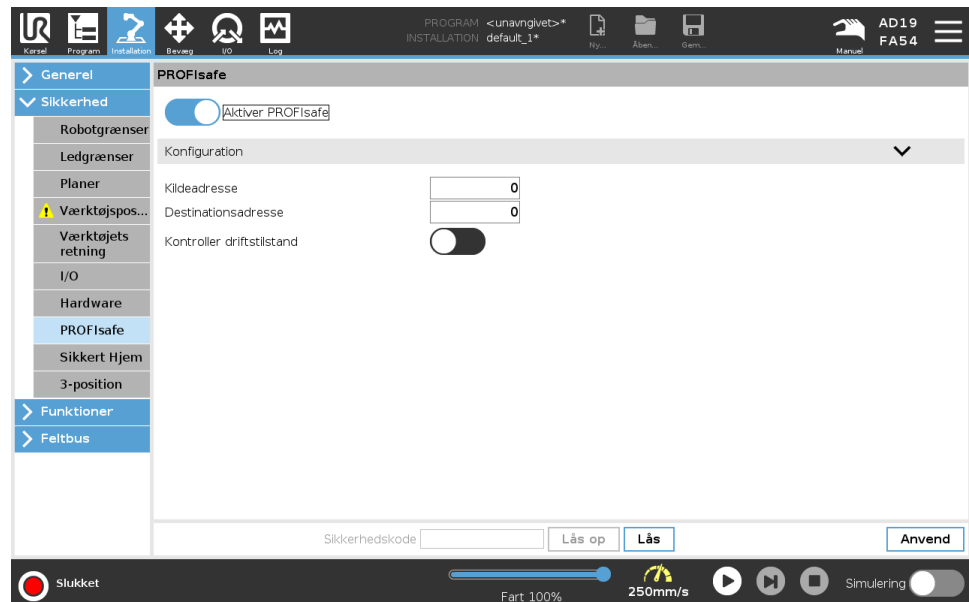 UR
Kørsel
Program
Installation
Bevæg
I/O
Log
PROGRAM <unavngivet>*
INSTALLATION default_1*
Ny...
Åben...
Gem...
Manuel
AD19
FA54
Generel
Sikkerhed
Robotgrænser
Ledgrænser
Planer
Værktøjspos...
Værktøjets
retning
I/O
Hardware
PROFIsafe
Sikkert Hjem
3-position
Funktioner
Feltbus
PROFIsafe
Aktiver PROFIsafe
Konfiguration
Kildeadresse 0
Destinationsadresse 0
Kontroller driftstilstand
Sikkerhedskode Lås op Lås Anvend
Slukket
Fart 100%
250mm/s
Simulering